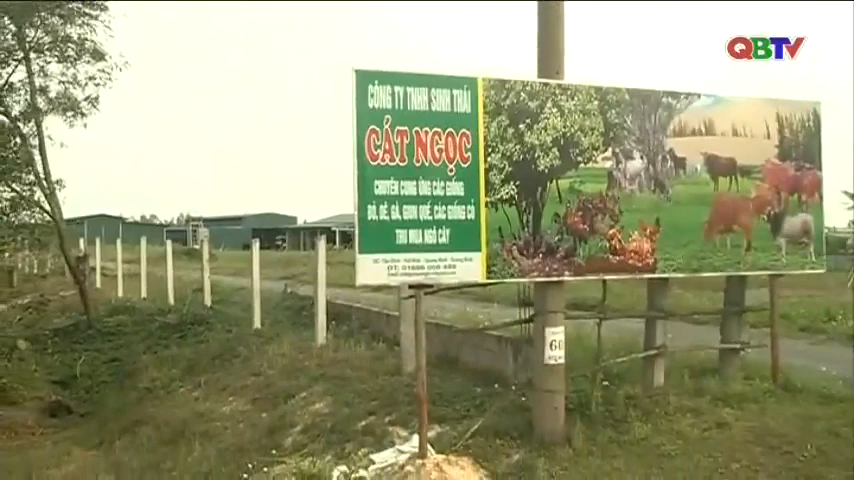 QBTV
CÔNG TY TNHH SINH THÁI
CÁT NGỌC
CHUYÊN CUNG ỨNG CÁC GIỐNG
BÒ, DÊ, GÀ, GIUN QUẾ, CÁC GIỐNG CỎ
THU MUA NGÔ CÂY
60